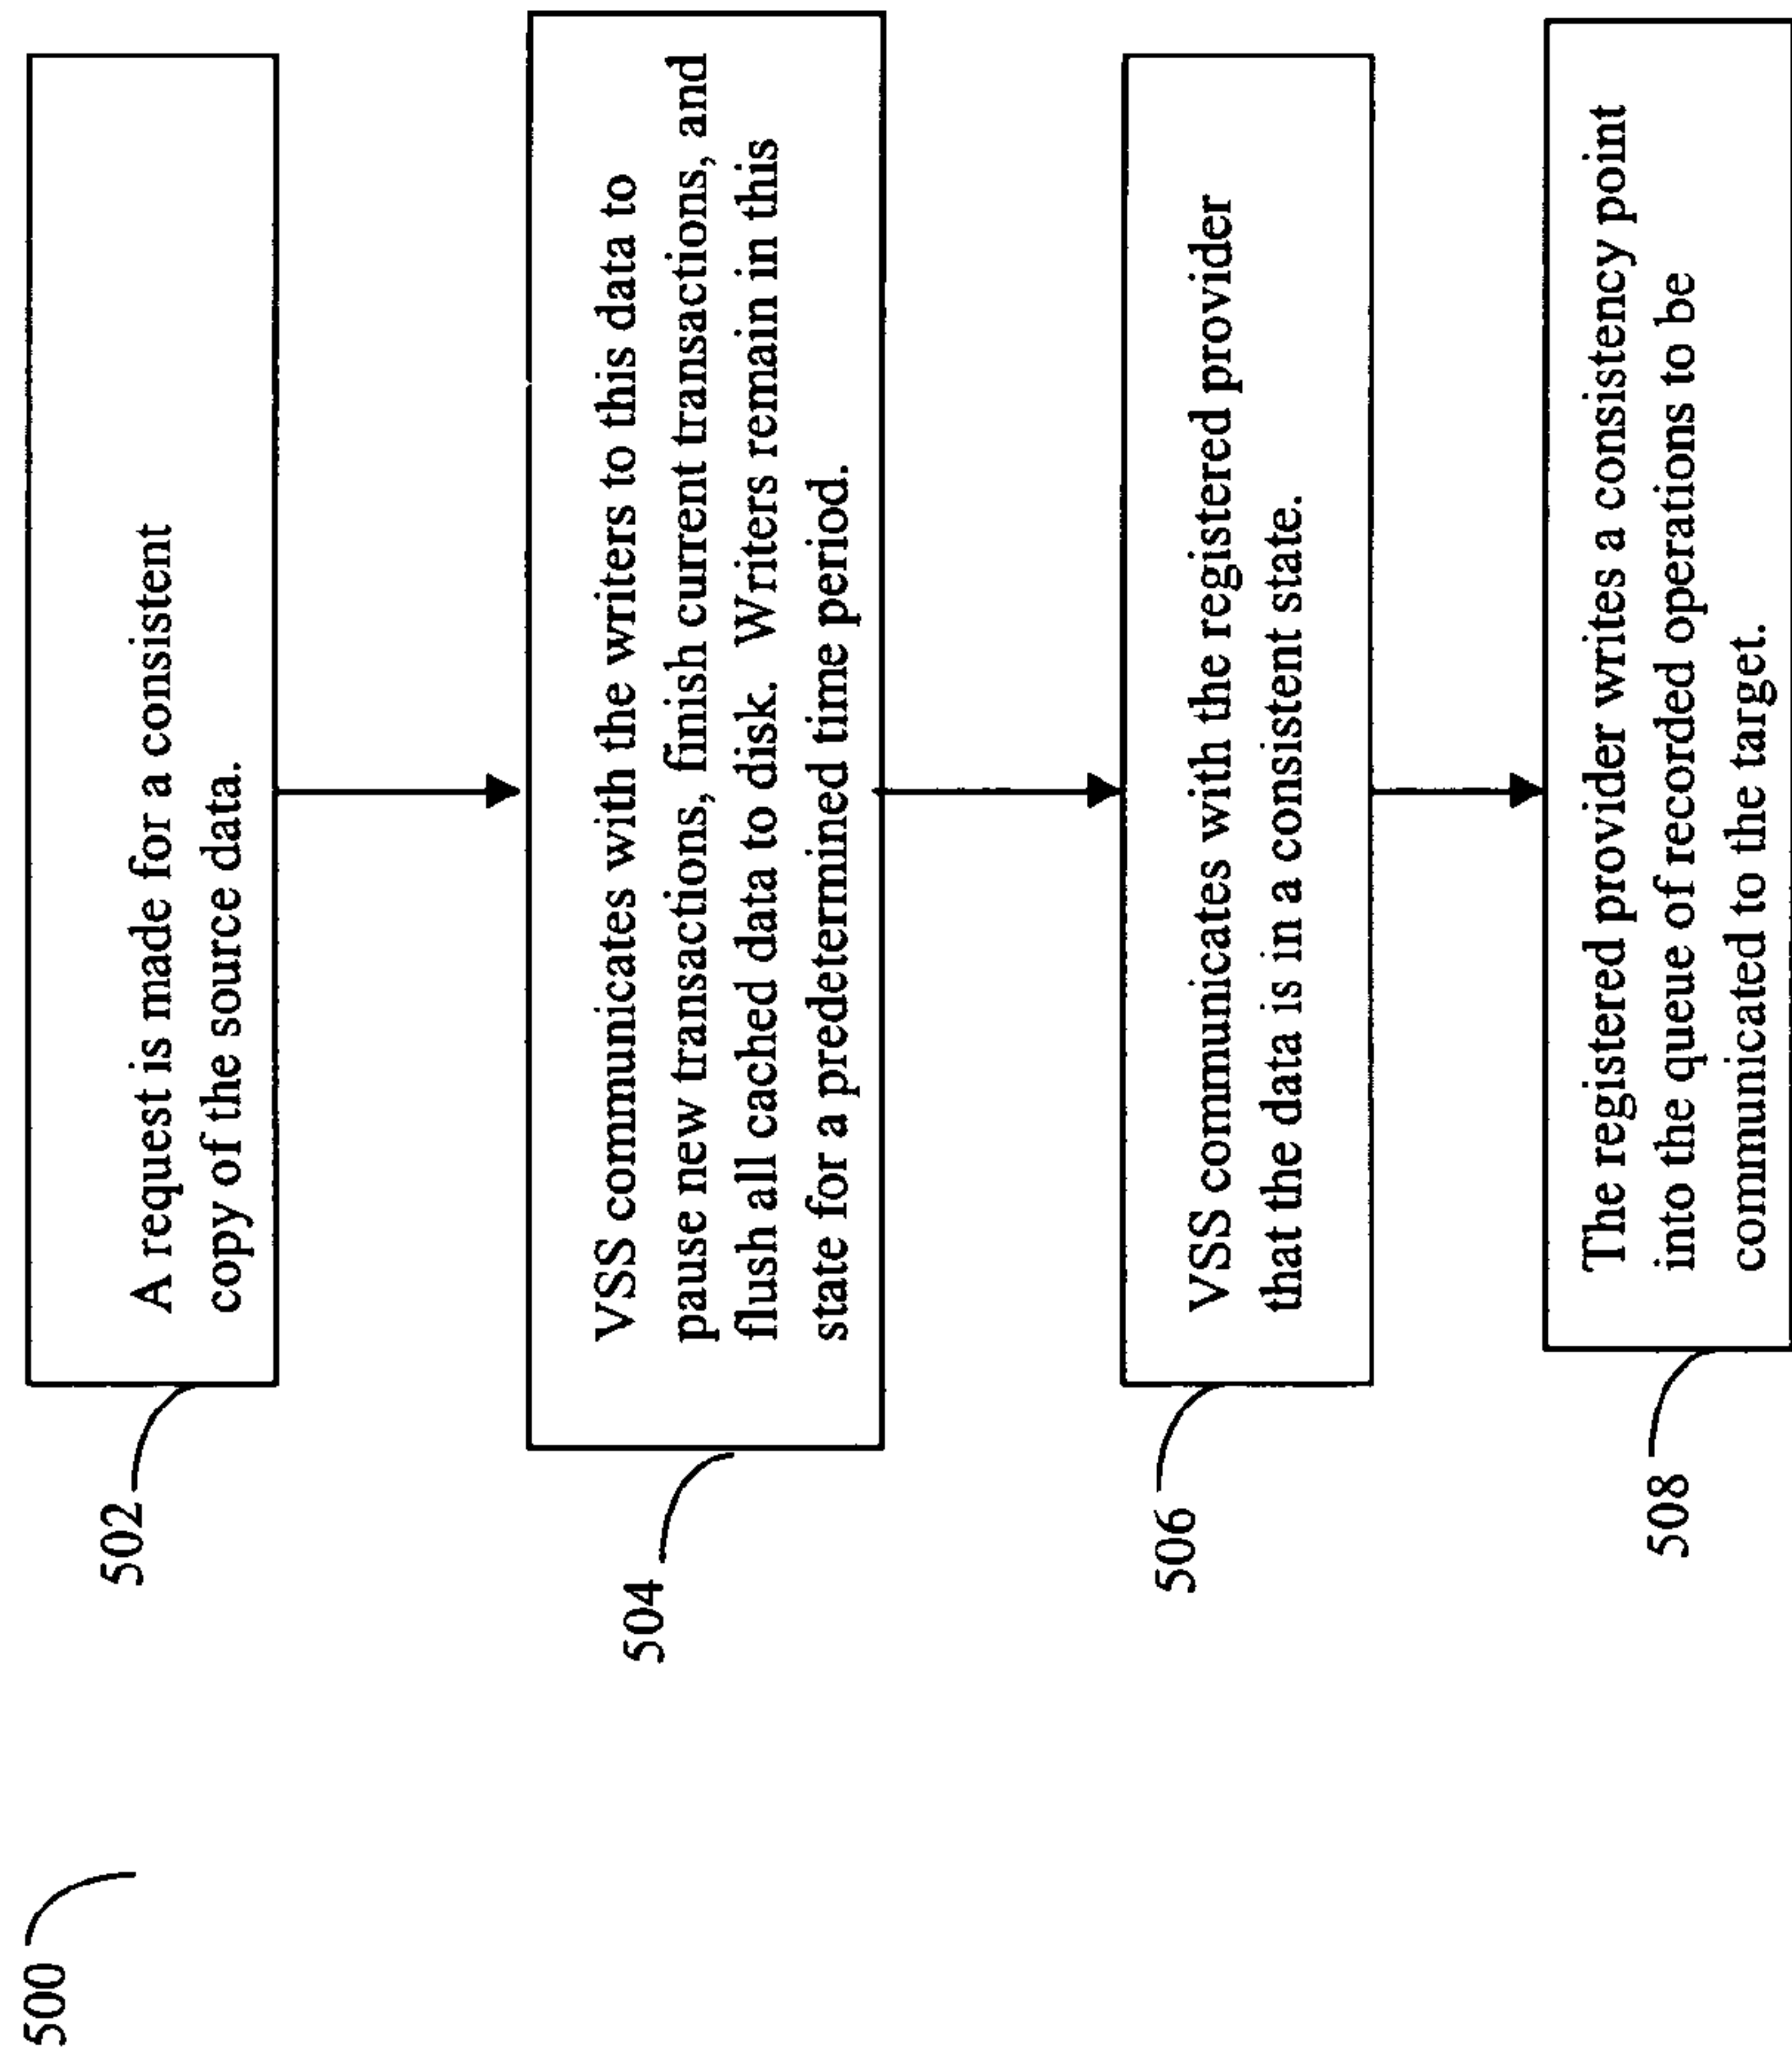 500
502
A request is made for a consistent
copy of the source data.
504
VSS communicates with the writers to this data to
pause new transactions, finish current transactions, and
flush all cached data to disk.  Writers remain in this
state for a predetermined time period.
506
VSS communicates with the registered provider
that the data is in a consistent state.
508
The registered provider writes a consistency point
into the queue of recorded operations to be
communicated to the target.